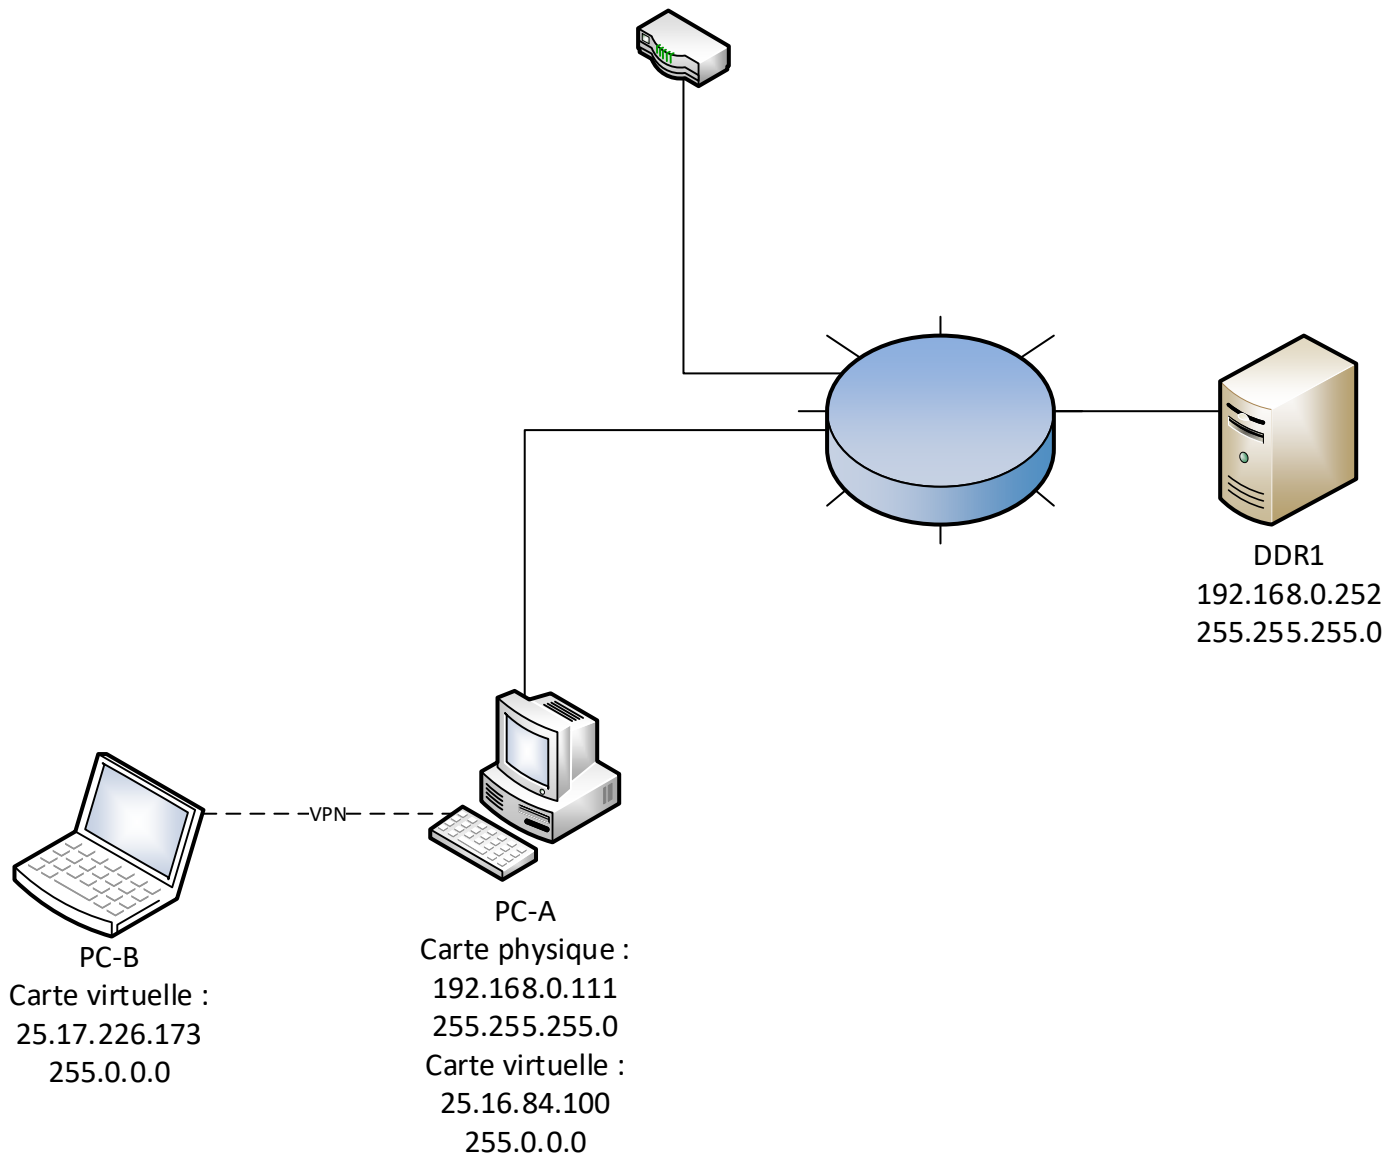 DDR1
192.168.0.252
255.255.255.0
VPN
PC-B
Carte virtuelle :
25.17.226.173
255.0.0.0
PC-A
Carte physique :
192.168.0.111
255.255.255.0
Carte virtuelle :
25.16.84.100
255.0.0.0